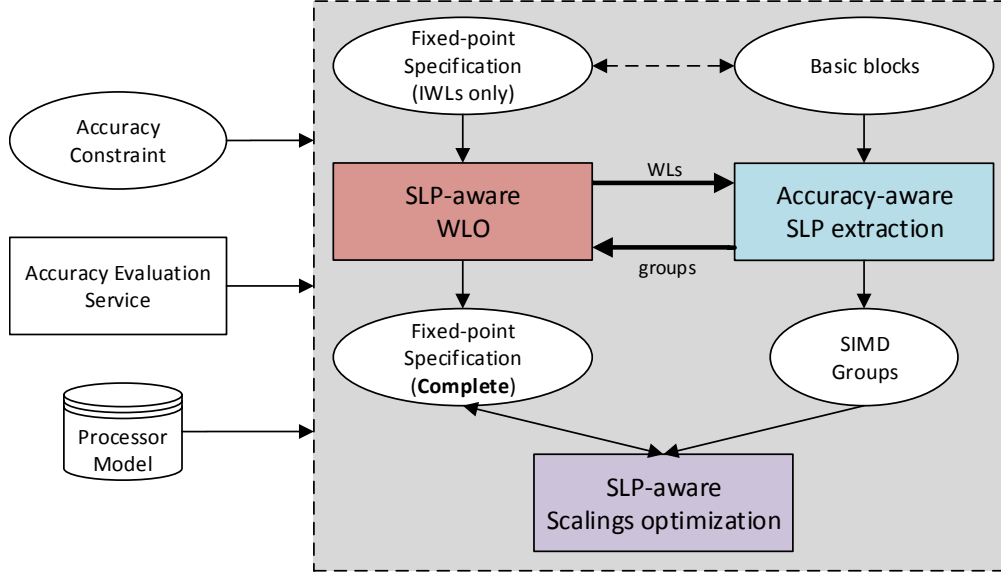 Fixed-point
Specification
(IWLs only)
Basic blocks
Accuracy
Constraint
WLs
SLP-aware
WLO
Accuracy-aware
SLP extraction
groups
Accuracy Evaluation
Service
Fixed-point
Specification
(Complete)
SIMD
Groups
Processor
Model
SLP-aware
Scalings optimization